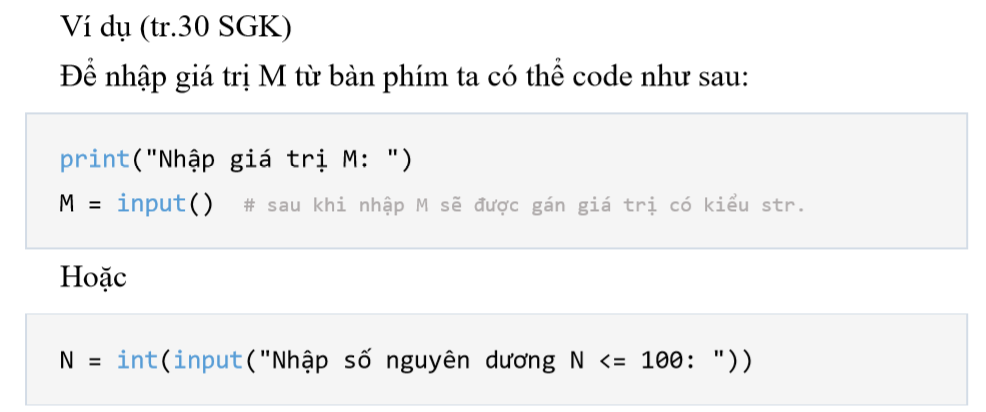 Ví dụ (tr.30 SGK)
Để nhập giá trị M từ bàn phím ta có thể code như sau:
print("Nhập giá trị M: ")
M = input()  # sau khi nhập M sẽ được gán giá trị có kiểu str.
Hoặc
N = int(input("Nhập số nguyên dương N <= 100: "))